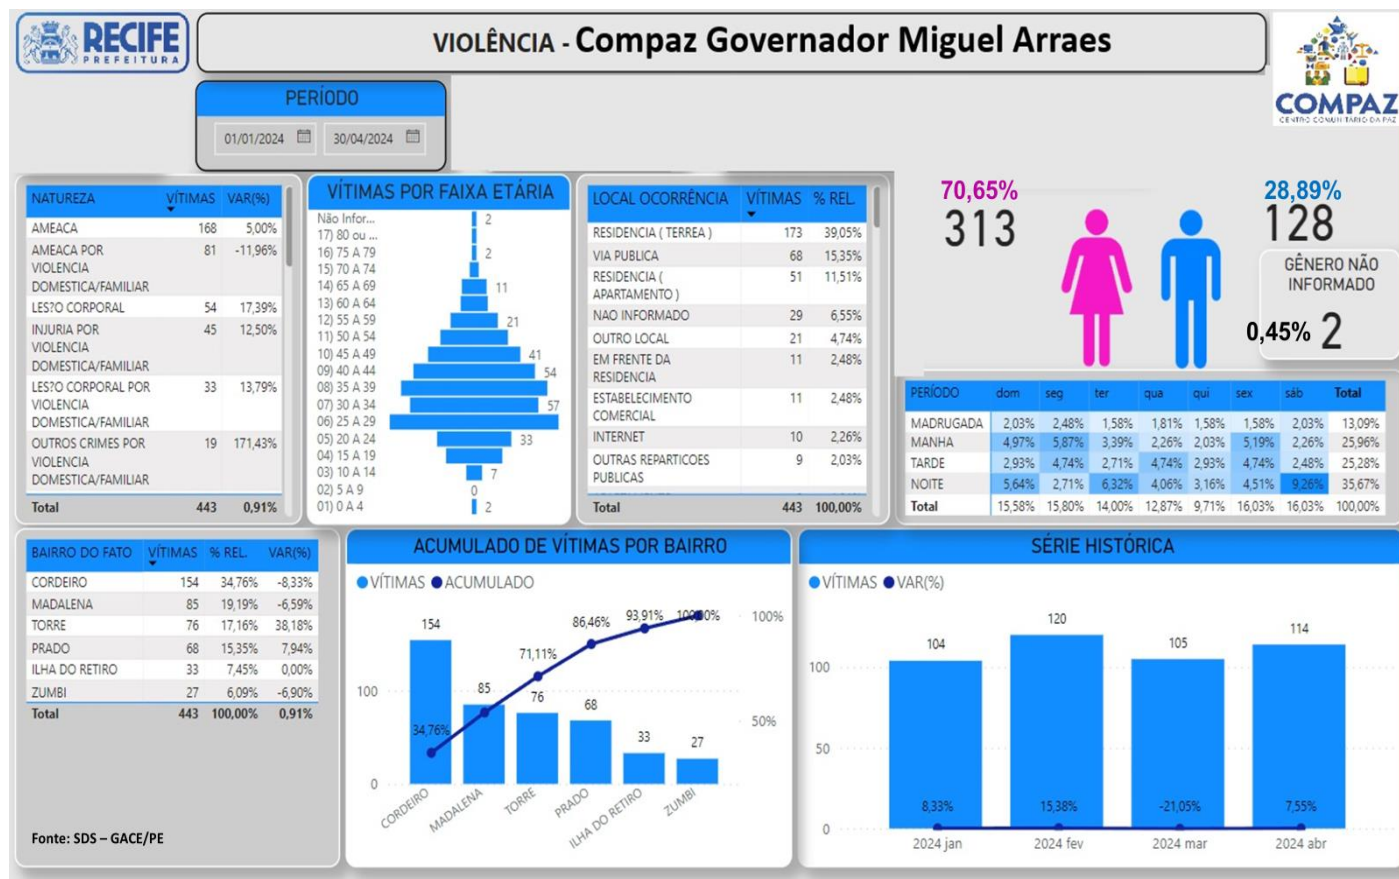 RECIFE
PREFEITURA
VIOLÊNCIA - Compaz Governador Miguel Arraes
COMPAZ
CENTRO COMUNITÁRIO DA PAZ
PERÍODO
01/01/2024 30/04/2024
NATUREZA VÍTIMAS VAR(%)
AMEACA 168 5,00%
AMEACA POR 81 -11,96%
VIOLENCIA
DOMESTICA/FAMILIAR
LES?O CORPORAL 54 17,39%
INJURIA POR 45 12,50%
VIOLENCIA
DOMESTICA/FAMILIAR
LES?O CORPORAL POR 33 13,79%
VIOLENCIA
DOMESTICA/FAMILIAR
OUTROS CRIMES POR 19 171,43%
VIOLENCIA
DOMESTICA/FAMILIAR
Total 443 0,91%
VÍTIMAS POR FAIXA ETÁRIA
Não Infor... 2
17) 80 ou ...
16) 75 A 79 2
15) 70 A 74
14) 65 A 69 11
13) 60 A 64
12) 55 A 59 21
11) 50 A 54
10) 45 A 49 41
09) 40 A 44 54
08) 35 A 39
07) 30 A 34 57
06) 25 A 29
05) 20 A 24 33
04) 15 A 19
03) 10 A 14 7
02) 5 A 9 0
01) 0 A 4 2
LOCAL OCORRÊNCIA VÍTIMAS % REL.
RESIDENCIA ( TERREA ) 173 39,05%
VIA PUBLICA 68 15,35%
RESIDENCIA ( 51 11,51%
APARTAMENTO )
NAO INFORMADO 29 6,55%
OUTRO LOCAL 21 4,74%
EM FRENTE DA 11 2,48%
RESIDENCIA
ESTABELECIMENTO 11 2,48%
COMERCIAL
INTERNET 10 2,26%
OUTRAS REPARTICOES 9 2,03%
PUBLICAS
Total 443 100,00%
70,65%
313
28,89%
128
GÊNERO NÃO
INFORMADO
0,45% 2
PERÍODO dom seg ter qua qui sex sáb Total
MADRUGADA 2,03% 2,48% 1,58% 1,81% 1,58% 1,58% 2,03% 13,09%
MANHA 4,97% 5,87% 3,39% 2,26% 2,03% 5,19% 2,26% 25,96%
TARDE 2,93% 4,74% 2,71% 4,74% 2,93% 4,74% 2,48% 25,28%
NOITE 5,64% 2,71% 6,32% 4,06% 3,16% 4,51% 9,26% 35,67%
Total 15,58% 15,80% 14,00% 12,87% 9,71% 16,03% 16,03% 100,00%
BAIRRO DO FATO VÍTIMAS % REL. VAR(%)
CORDEIRO 154 34,76% -8,33%
MADALENA 85 19,19% -6,59%
TORRE 76 17,16% 38,18%
PRADO 68 15,35% 7,94%
ILHA DO RETIRO 33 7,45% 0,00%
ZUMBI 27 6,09% -6,90%
Total 443 100,00% 0,91%
Fonte: SDS – GACE/PE
ACUMULADO DE VÍTIMAS POR BAIRRO
VÍTIMAS ACUMULADO
154 85 76 68 33 27
34,76% 71,11% 86,46% 93,91% 100,00%
100%
50%
100
0
CORDEIRO MADALENA TORRE PRADO ILHA DO RETIRO ZUMBI
SÉRIE HISTÓRICA
VÍTIMAS VAR(%)
104 120 105 114
100
50
0
8,33% 15,38% -21,05% 7,55%
2024 jan 2024 fev 2024 mar 2024 abr